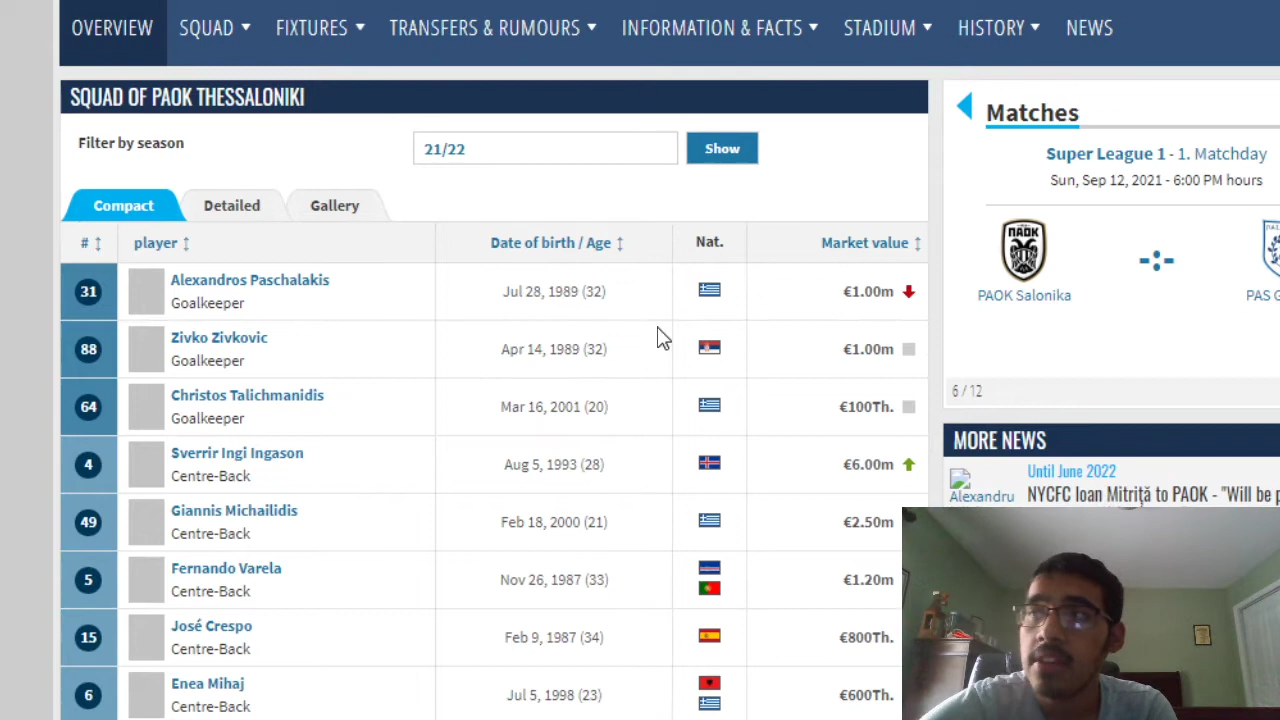 OVERVIEW SQUAD FIXTURES TRANSFERS & RUMOURS INFORMATION & FACTS STADIUM HISTORY NEWS
SQUAD OF PAOK THESSALONIKI
Filter by season 21/22 Show
Compact Detailed Gallery
# player Date of birth / Age Nat. Market value
31 Alexandros Paschalakis Jul 28, 1989 (32) €1.00m
Goalkeeper
88 Zivko Zivkovic Apr 14, 1989 (32) €1.00m
Goalkeeper
64 Christos Talichmanidis Mar 16, 2001 (20) €100Th.
Goalkeeper
4 Sverrir Ingi Ingason Aug 5, 1993 (28) €6.00m
Centre-Back
49 Giannis Michailidis Feb 18, 2000 (21) €2.50m
Centre-Back
5 Fernando Varela Nov 26, 1987 (33) €1.20m
Centre-Back
15 José Crespo Feb 9, 1987 (34) €800Th.
Centre-Back
6 Enea Mihaj Jul 5, 1998 (23) €600Th.
Centre-Back
Matches
Super League 1 - 1. Matchday
Sun, Sep 12, 2021 - 6:00 PM hours
ΠΑΟΚ
-:-
PAOK Salonika PAS G
6 / 12
MORE NEWS
Until June 2022
Alexandru NYCFC loan Mitriță to PAOK - "Will be p